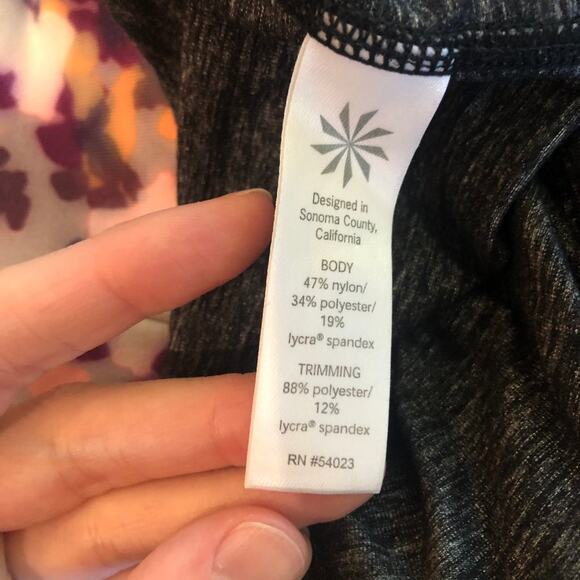 Designed in
Sonoma County,
California
BODY
47% nylon/
34% polyester/
19%
lycra® spandex
TRIMMING
88% polyester/
12%
lycra® spandex
RN #54023